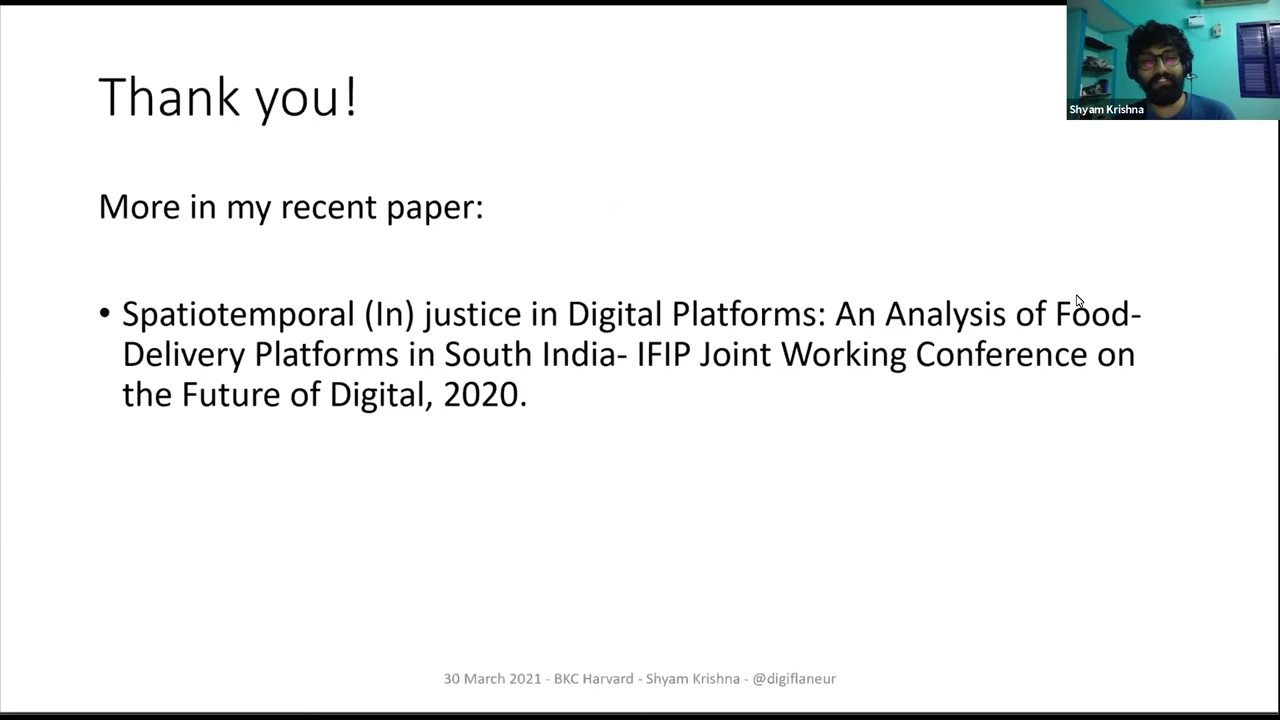 Thank you!
Shyam Krishna
More in my recent paper:
• Spatiotemporal (In) justice in Digital Platforms: An Analysis of Food-
Delivery Platforms in South India- IFIP Joint Working Conference on
the Future of Digital, 2020.
30 March 2021 - BKC Harvard - Shyam Krishna - @digiflaneur